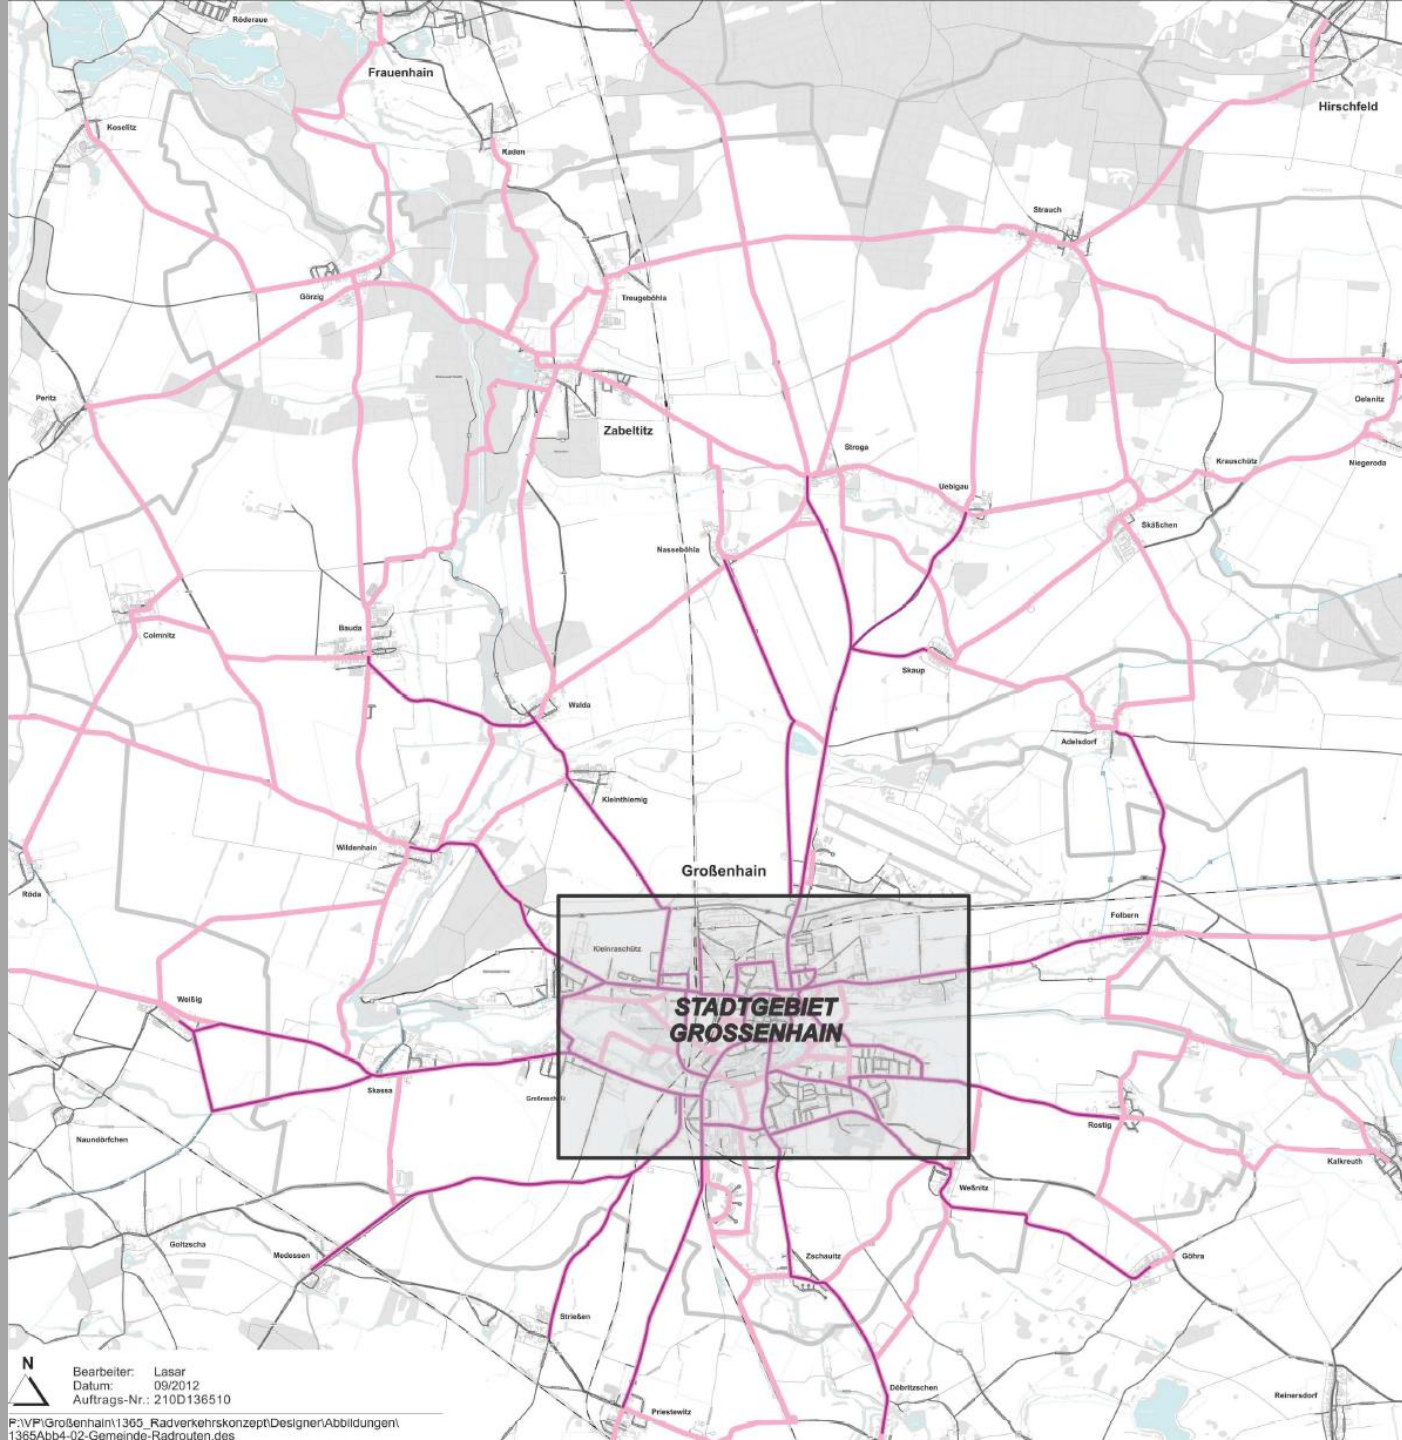 Röderaue
Frauenhain
Hirschfeld
Koselitz
Kaden
Strauch
Görzig
Treugeböhla
Peritz
Oelsnitz
Zabeltitz
Stroga
Krauschütz
Niegeroda
Uebigau
Skäßchen
Nasseböhla
Bauda
Colmnitz
Skaup
Walda
Adelsdorf
Kleinthiemig
Wildenhain
Großenhain
Röda
Folbern
Kleinraschütz
Weißig
STADTGEBIET
GROSSENHAIN
Skassa
Großraschütz
Rostig
Naundörfchen
Kalkreuth
Weßnitz
Goltzscha
Medessen
Zschauitz
Göhra
Strießen
N
Bearbeiter: Lasar
Datum: 09/2012
Auftrags-Nr.: 210D136510
Döbritzschen
Reinersdorf
Priestewitz
P:\VP\Großenhain\1365_Radverkehrskonzept\Designer\Abbildungen\
1365Abb4-02-Gemeinde-Radrouten.des